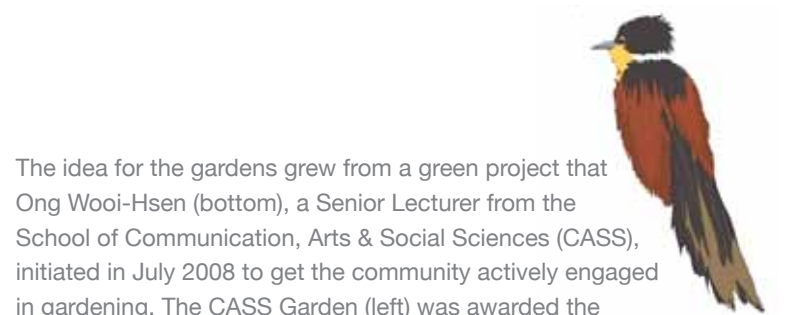 The idea for the gardens grew from a green project that
Ong Wooi-Hsen (bottom), a Senior Lecturer from the
School of Communication, Arts & Social Sciences (CASS),
initiated in July 2008 to get the community actively engaged
in gardening. The CASS Garden (left) was awarded the